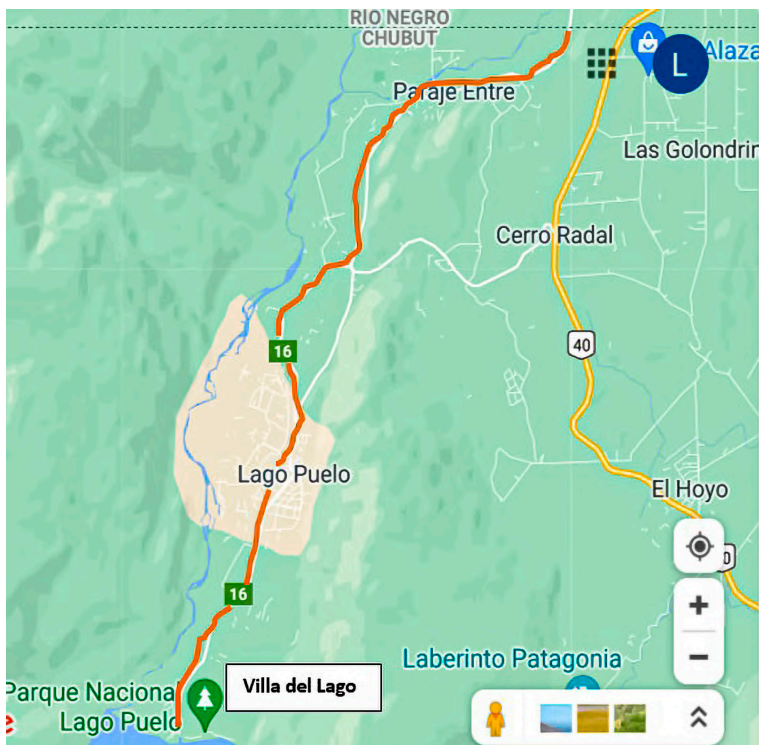 RIO NEGRO
CHUBUT
Alaza
L
Paraje Entre
Las Golondrin
Cerro Radal
40
16
Lago Puelo
El Hoyo
0
16
Laberinto Patagonia
Villa del Lago
Parque Nacional
Lago Puelo
e